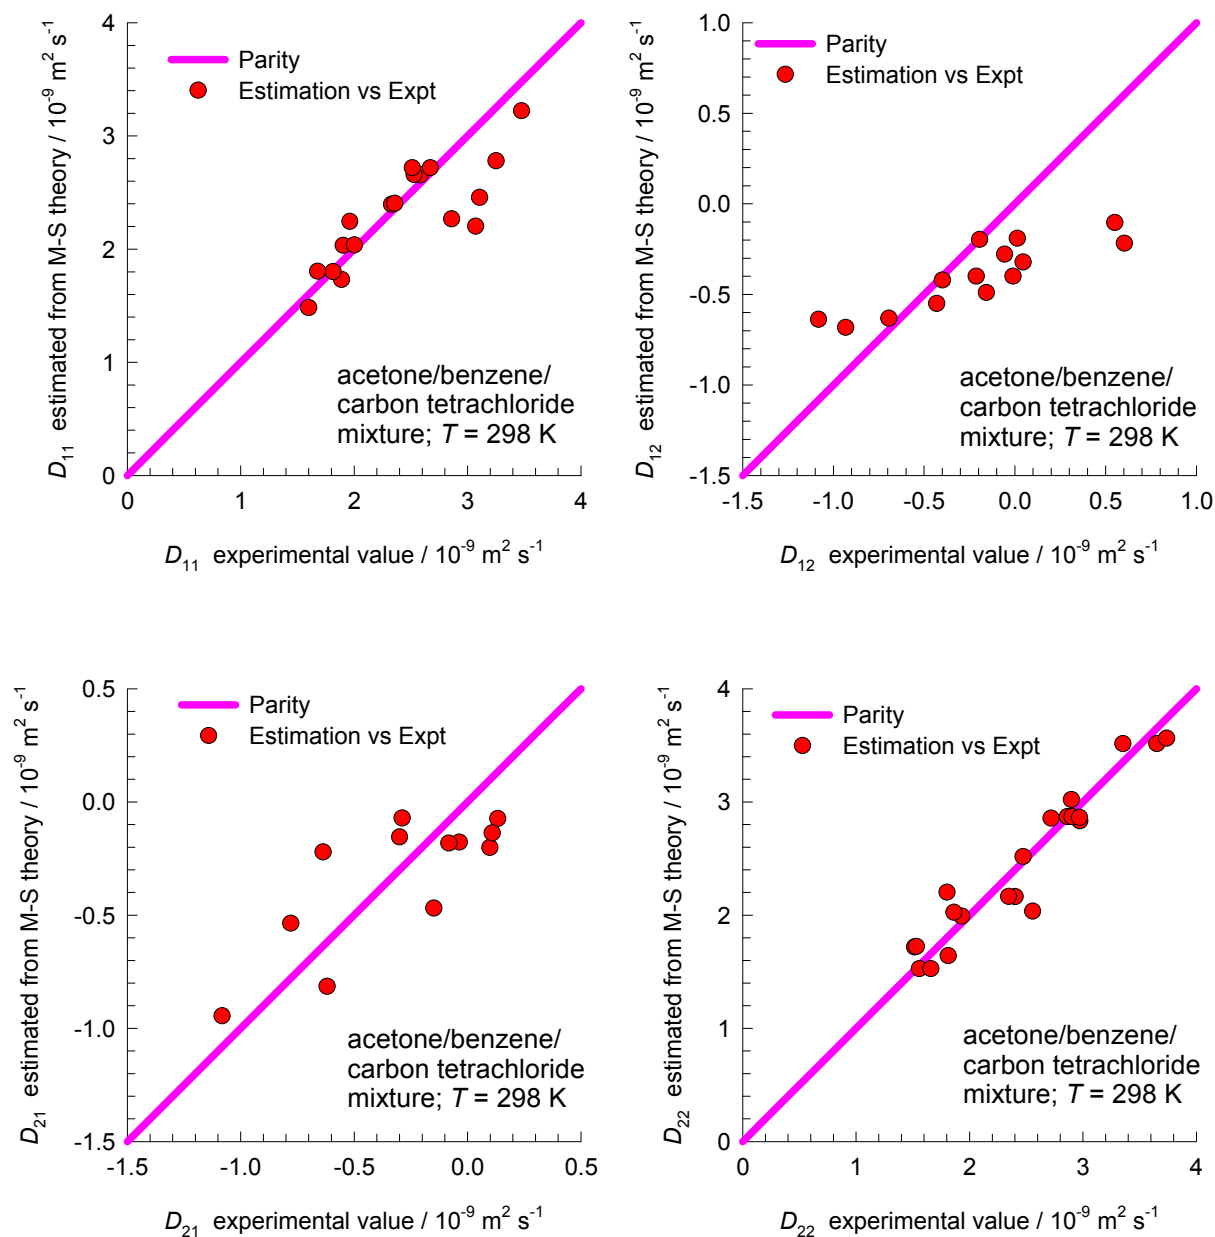 D11 estimated from M-S theory / 10-9 m2 s-1
4
3
2
1
0
Parity
Estimation vs Expt
acetone/benzene/
carbon tetrachloride
mixture; T = 298 K
0 1 2 3 4
D11 experimental value / 10-9 m2 s-1
D12 estimated from M-S theory / 10-9 m2 s-1
1.0
0.5
0.0
-0.5
-1.0
-1.5
Parity
Estimation vs Expt
acetone/benzene/
carbon tetrachloride
mixture; T = 298 K
-1.5 -1.0 -0.5 0.0 0.5 1.0
D12 experimental value / 10-9 m2 s-1
D21 estimated from M-S theory / 10-9 m2 s-1
0.5
0.0
-0.5
-1.0
-1.5
Parity
Estimation vs Expt
acetone/benzene/
carbon tetrachloride
mixture; T = 298 K
-1.5 -1.0 -0.5 0.0 0.5
D21 experimental value / 10-9 m2 s-1
D22 estimated from M-S theory / 10-9 m2 s-1
4
3
2
1
0
Parity
Estimation vs Expt
acetone/benzene/
carbon tetrachloride
mixture; T = 298 K
0 1 2 3 4
D22 experimental value / 10-9 m2 s-1